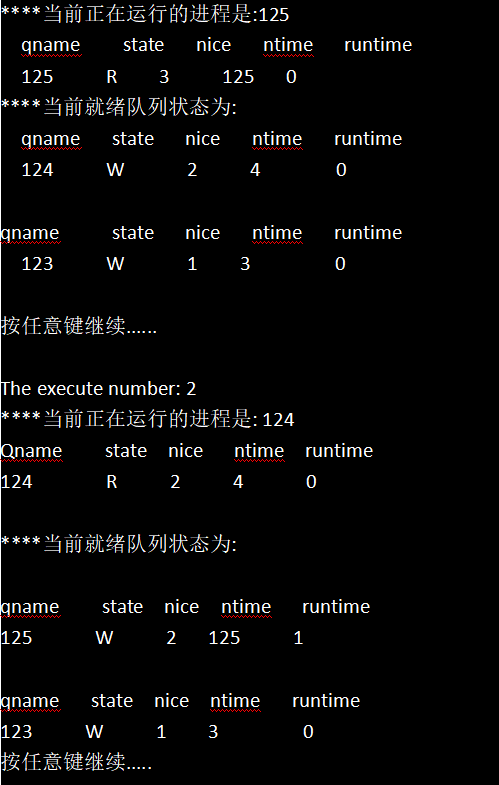 ****当前正在运行的进程是:125
qname state nice ntime runtime
125 R 3 125 0
****当前就绪队列状态为:
qname state nice ntime runtime
124 W 2 4 0
qname state nice ntime runtime
123 W 1 3 0
按任意键继续......
The execute number: 2
****当前正在运行的进程是: 124
Qname state nice ntime runtime
124 R 2 4 0
****当前就绪队列状态为:
qname state nice ntime runtime
125 W 2 125 1
qname state nice ntime runtime
123 W 1 3 0
按任意键继续.....